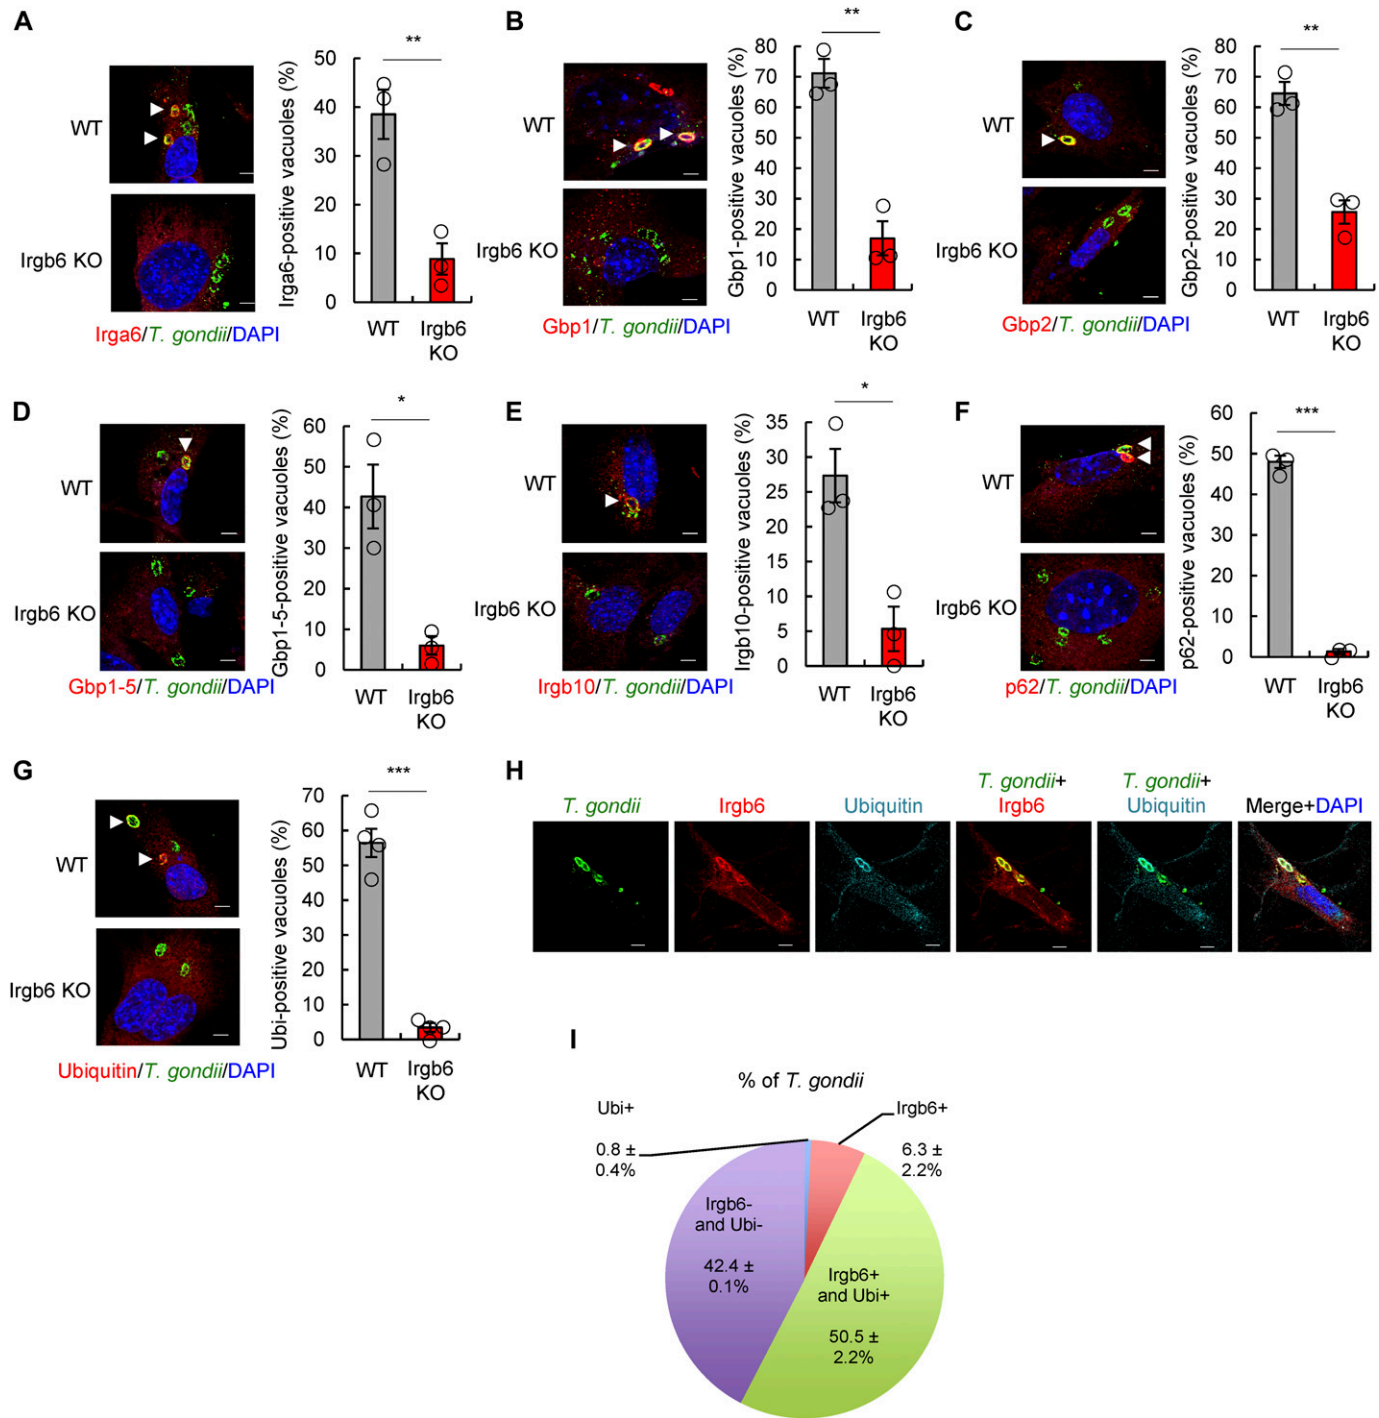 A
WT
Irgb6 KO
Irga6/T. gondii/DAPI
Irga6-positive vacuoles (%)
50
40
30
20
10
0
**
WT
Irgb6
KO
B
WT
Irgb6 KO
Gbp1/T. gondii/DAPI
Gbp1-positive vacuoles (%)
80
70
60
50
40
30
20
10
0
**
WT
Irgb6
KO
C
WT
Irgb6 KO
Gbp2/T. gondii/DAPI
Gbp2-positive vacuoles (%)
80
70
60
50
40
30
20
10
0
**
WT
Irgb6
KO
D
WT
Irgb6 KO
Gbp1-5/T. gondii/DAPI
Gbp1-5-positive vacuoles (%)
60
50
40
30
20
10
0
*
WT
Irgb6
KO
E
WT
Irgb6 KO
Irgb10/T. gondii/DAPI
Irgb10-positive vacuoles (%)
35
30
25
20
15
10
5
0
*
WT
Irgb6
KO
F
WT
Irgb6 KO
p62/T. gondii/DAPI
p62-positive vacuoles (%)
60
50
40
30
20
10
0
***
WT
Irgb6
KO
G
WT
Irgb6 KO
Ubiquitin/T. gondii/DAPI
Ubi-positive vacuoles (%)
70
60
50
40
30
20
10
0
***
WT
Irgb6
KO
H
T. gondii
Irgb6
Ubiquitin
T. gondii+
Irgb6
T. gondii+
Ubiquitin
Merge+DAPI
I
% of T. gondii
Ubi+
0.8 ±
0.4%
Irgb6+
6.3 ±
2.2%
Irgb6-
and Ubi-
42.4 ±
0.1%
Irgb6+
and Ubi+
50.5 ±
2.2%